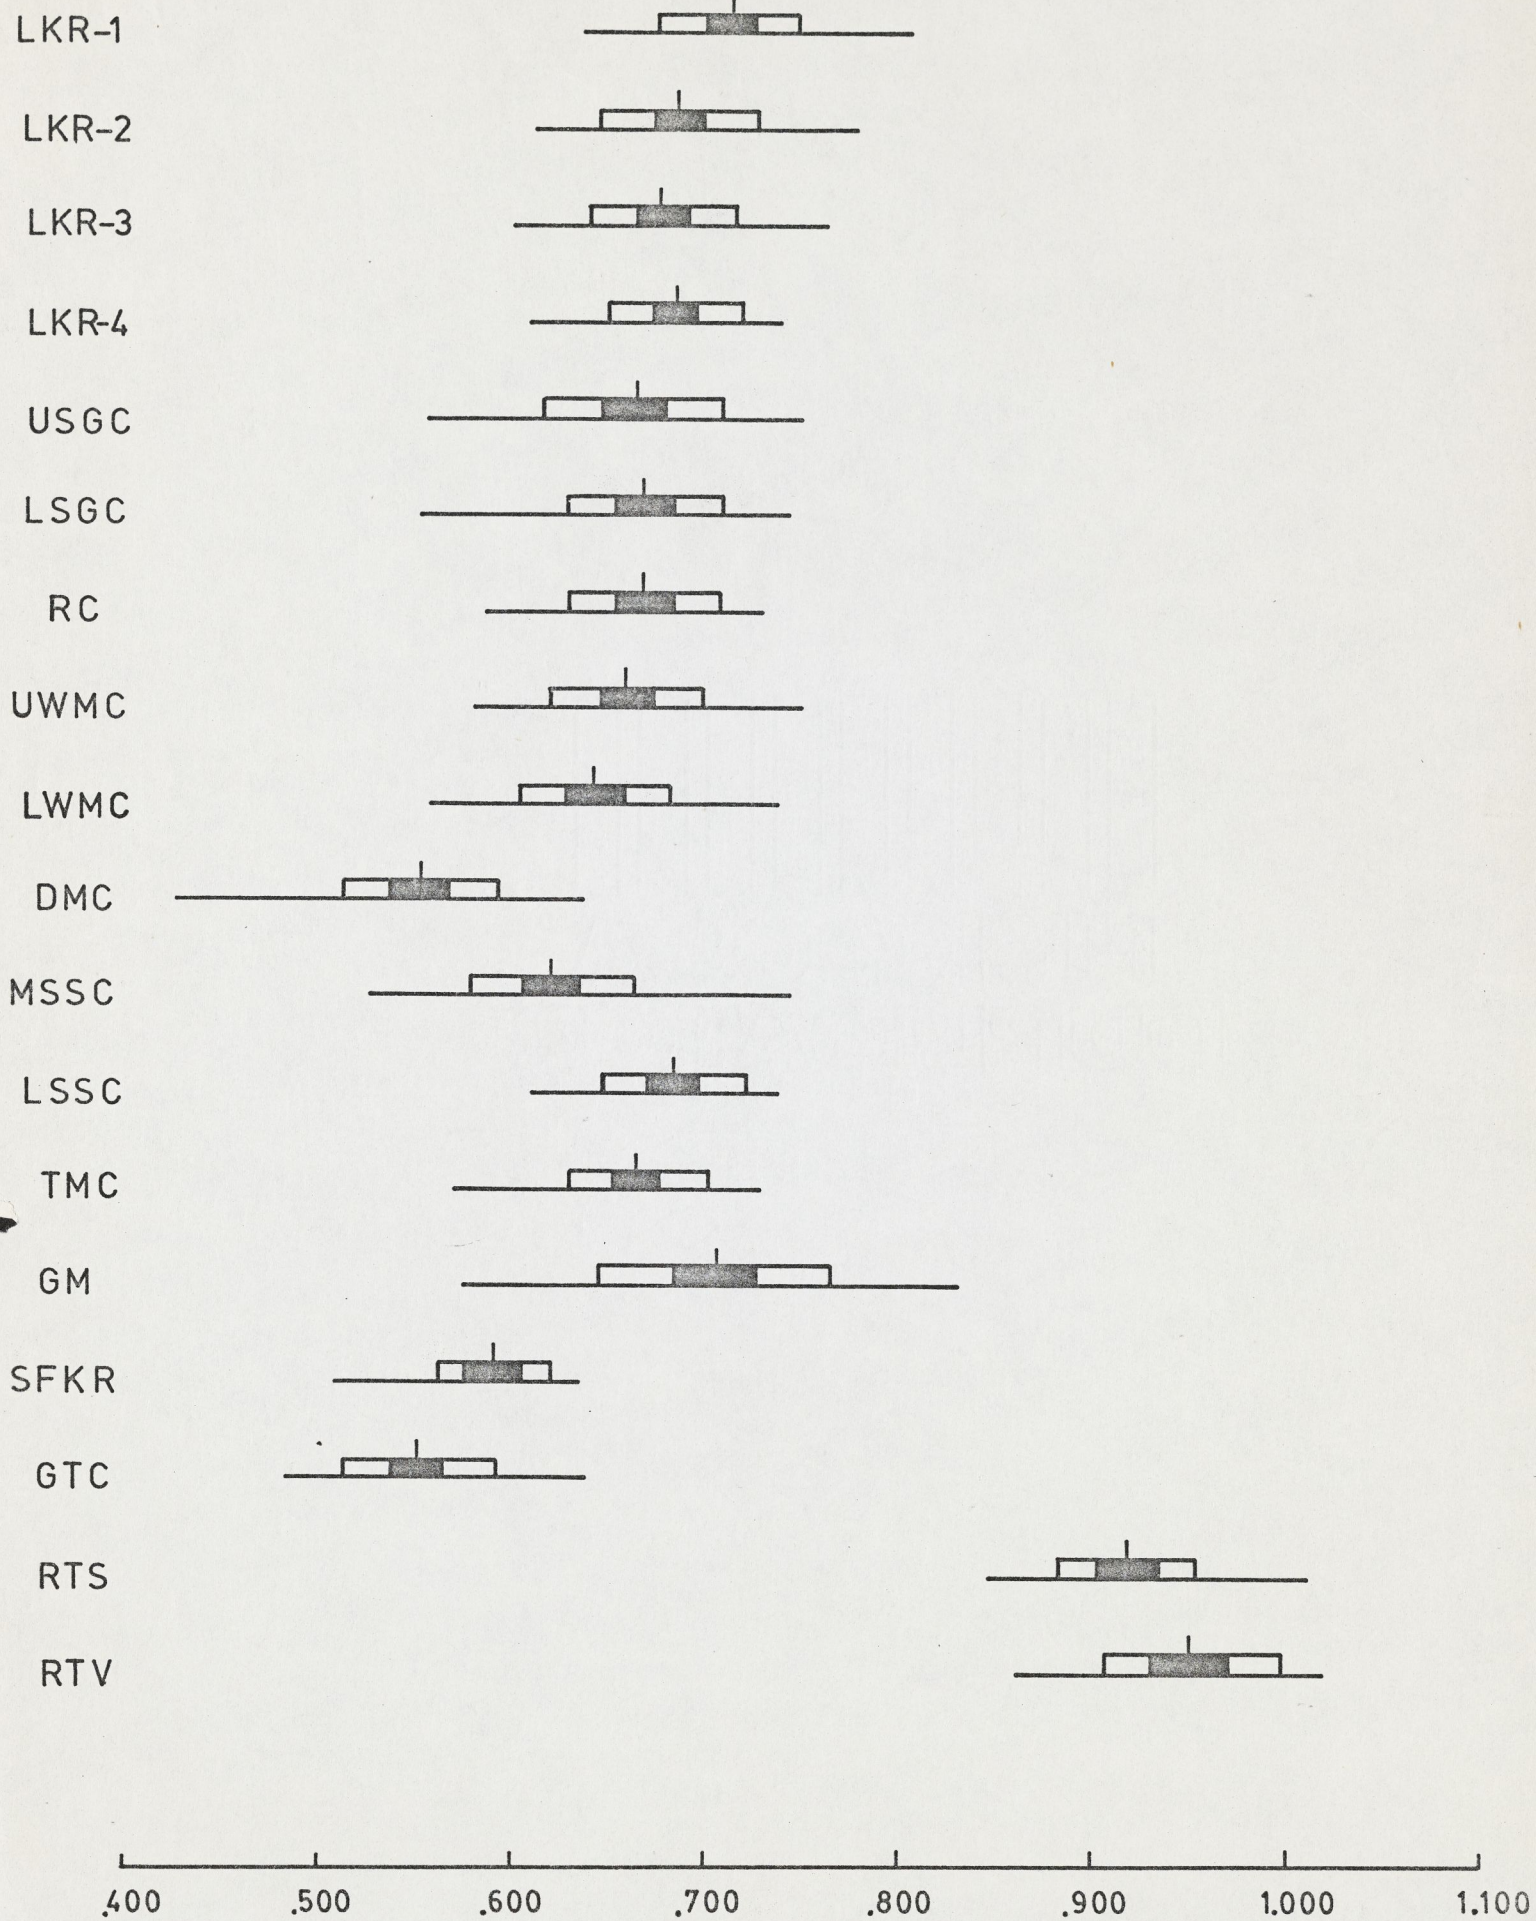 LKR-1
LKR-2
LKR-3
LKR-4
USGC
LSGC
RC
UWMC
LWMC
DMC
MSSC
LSSC
TMC
GM
SFKR
GTC
RTS
RTV
.400 .500 .600 .700 .800 .900 1.000 1.100